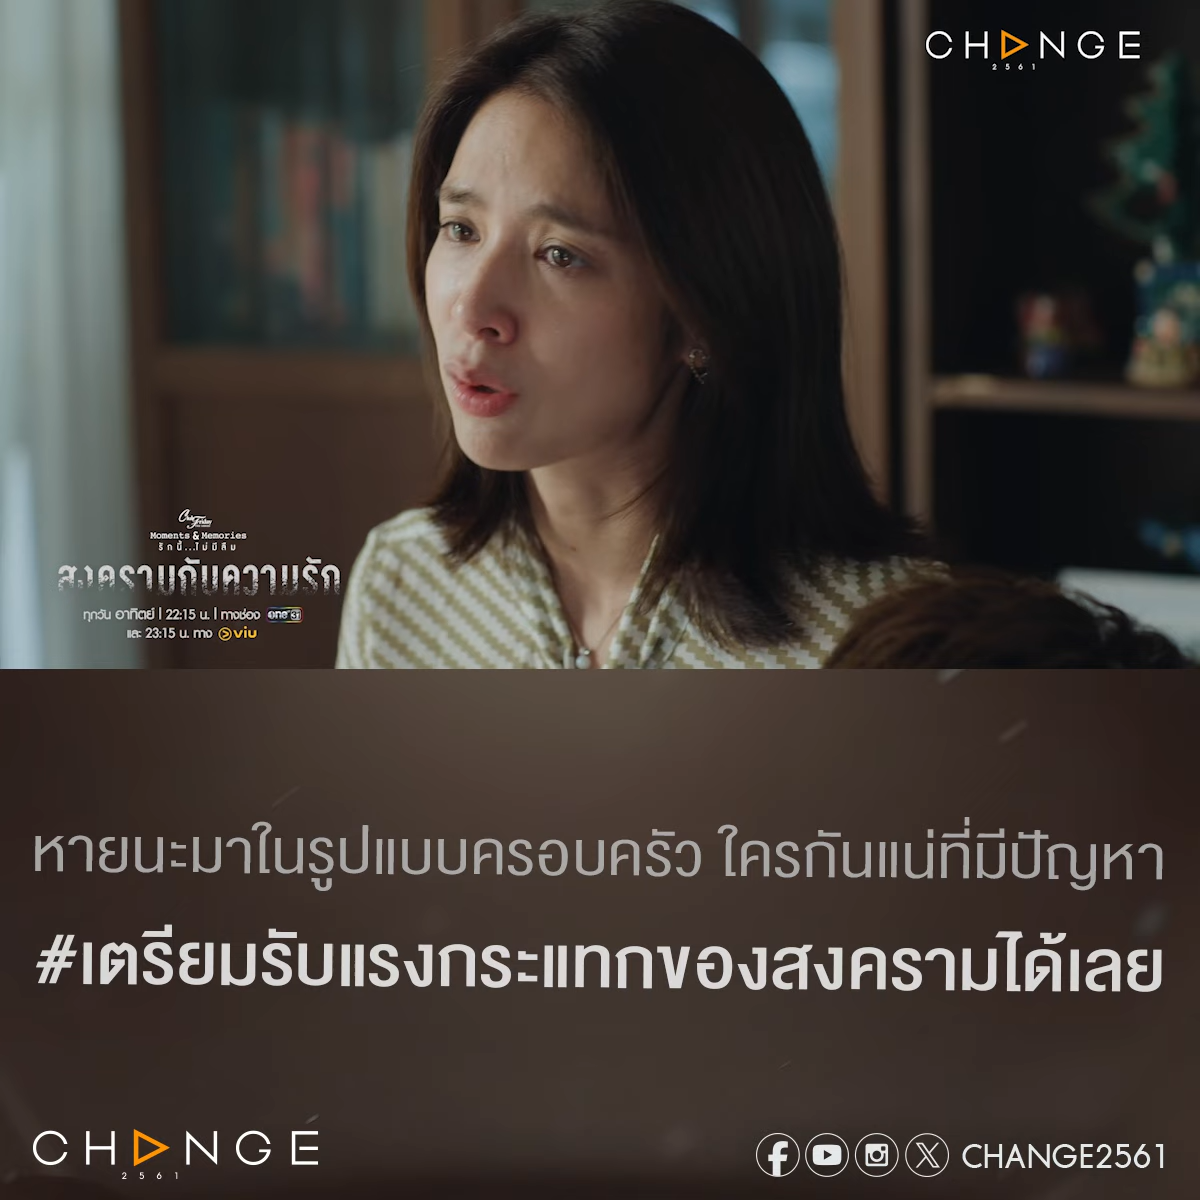 CHANGE
2561
Club Friday
Moments & Memories
รักนี้...ไม่มีลืม
สงครามกับความรัก
ทุกวัน อาทิตย์ | 22:15 น. | ทางช่อง one 31
และ 23:15 น. ทาง viu
หายนะมาในรูปแบบครอบครัว ใครกันแน่ที่มีปัญหา
#เตรียมรับแรงกระแทกของสงครามได้เลย
CHANGE
2561
CHANGE2561